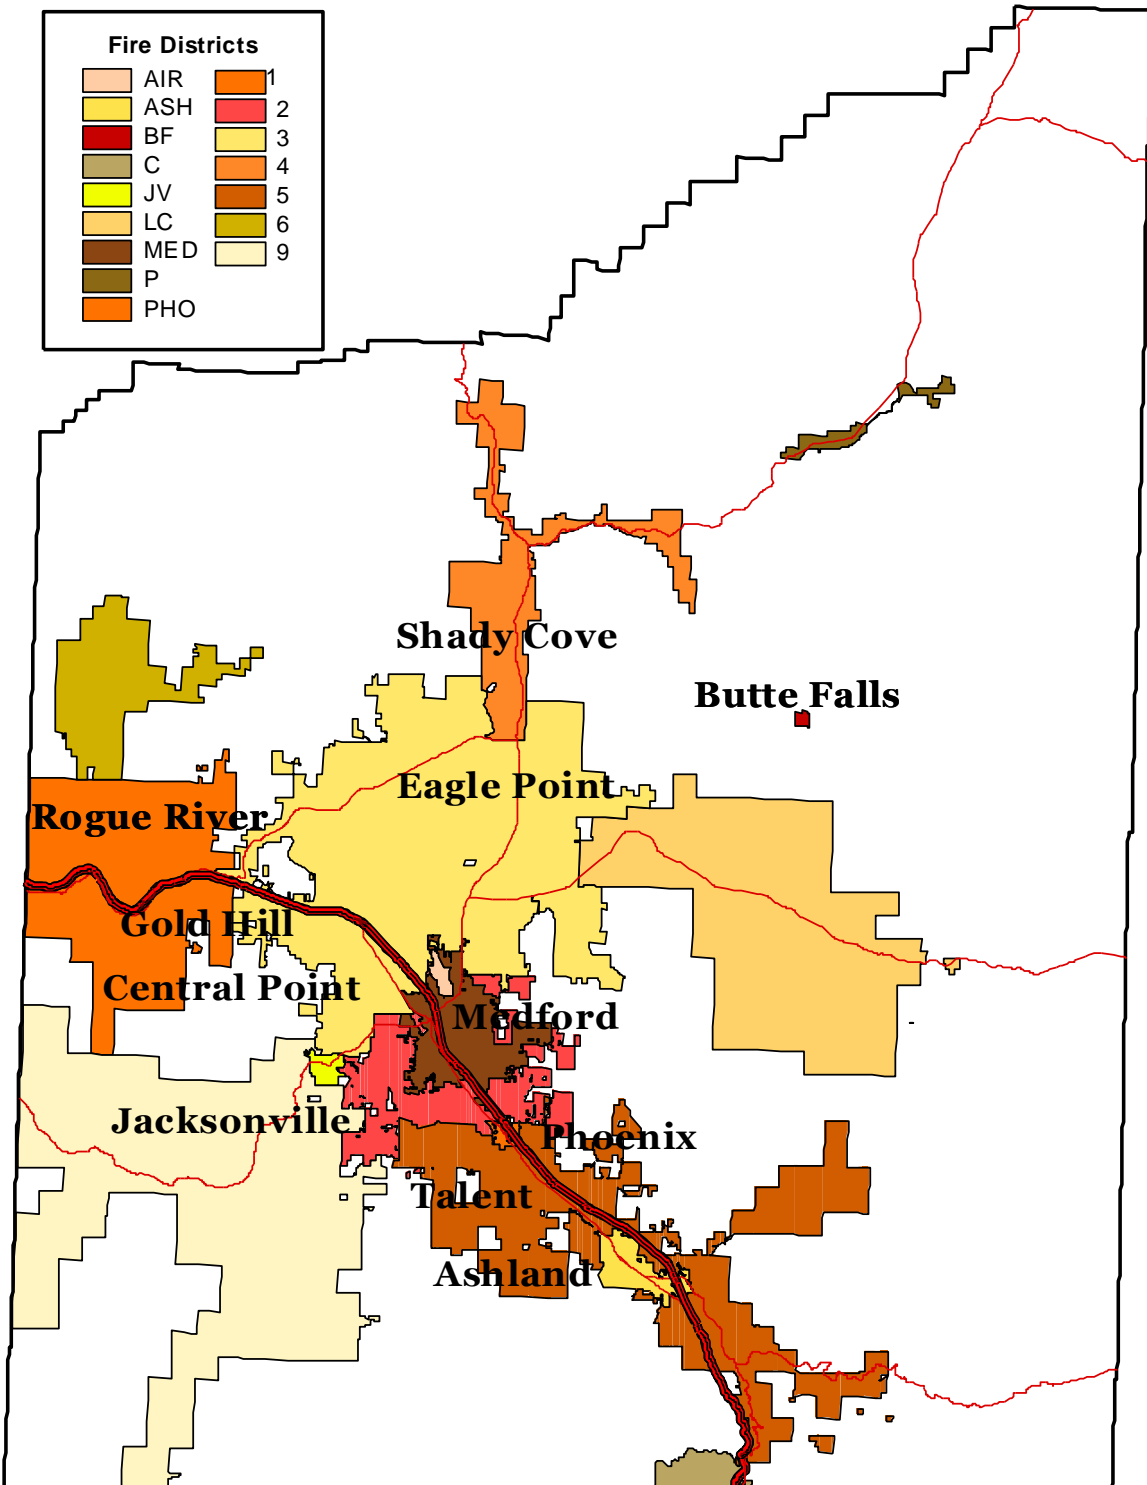 Fire Districts
AIR
ASH
BF
C
JV
LC
MED
P
PHO
1
2
3
4
5
6
9
Shady Cove
Butte Falls
Eagle Point
Rogue River
Gold Hill
Central Point
Medford
Jacksonville
Phoenix
Talent
Ashland